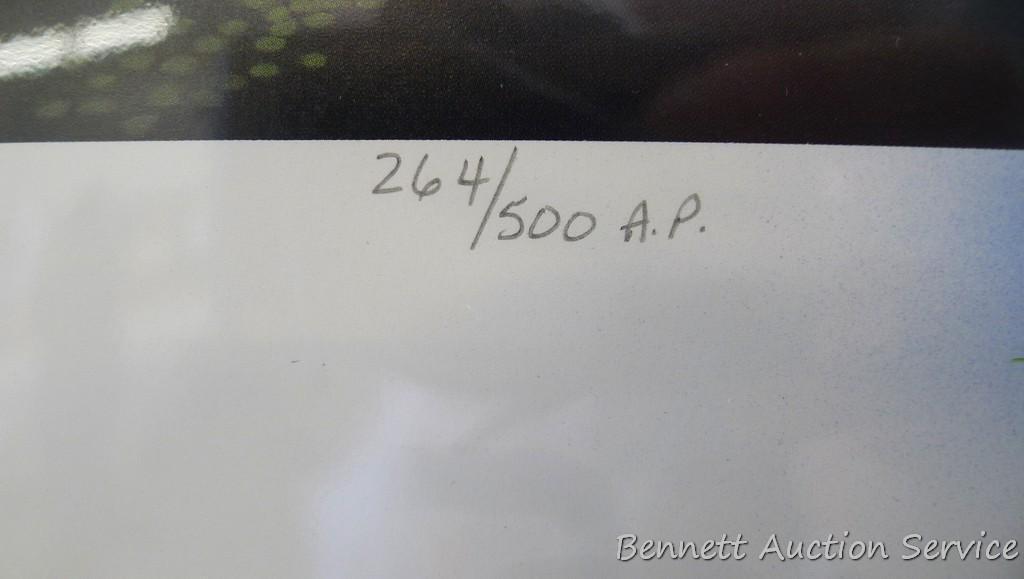 264/500 A.P.
Bennett Auction Service